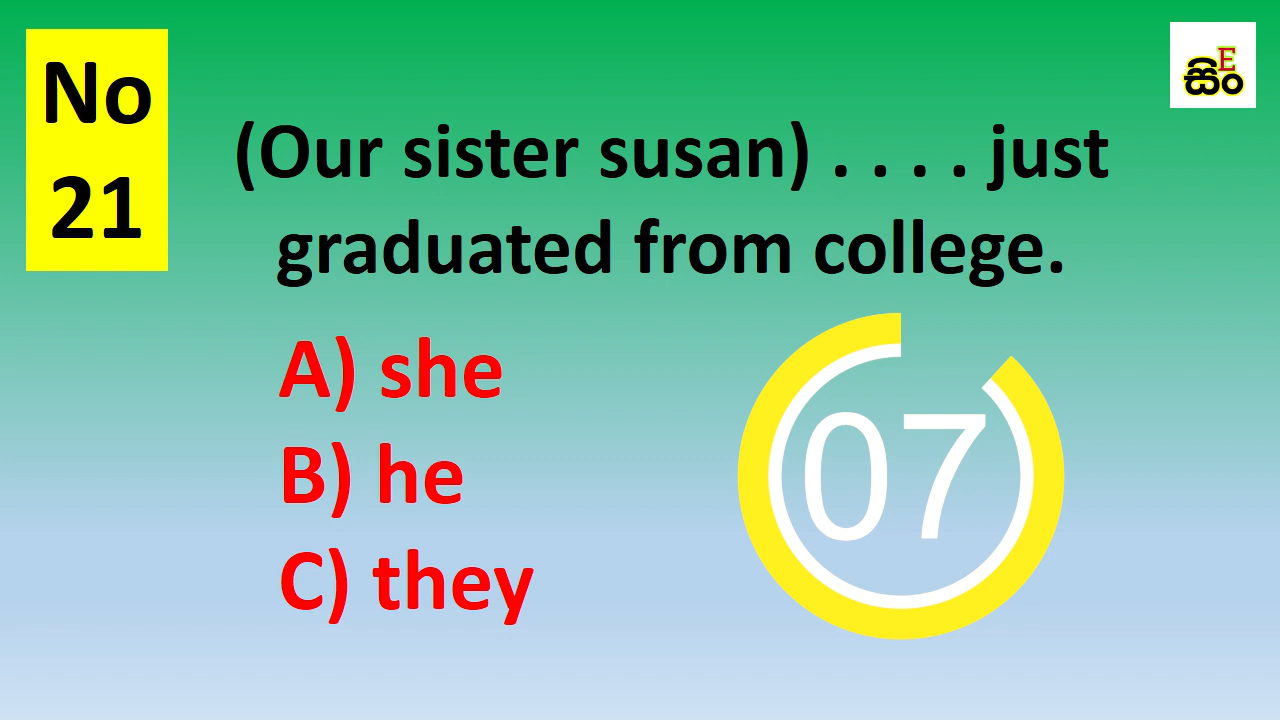 No
21
(Our sister susan) . . . . just
graduated from college.
A) she
B) he
C) they
07
E
සිං